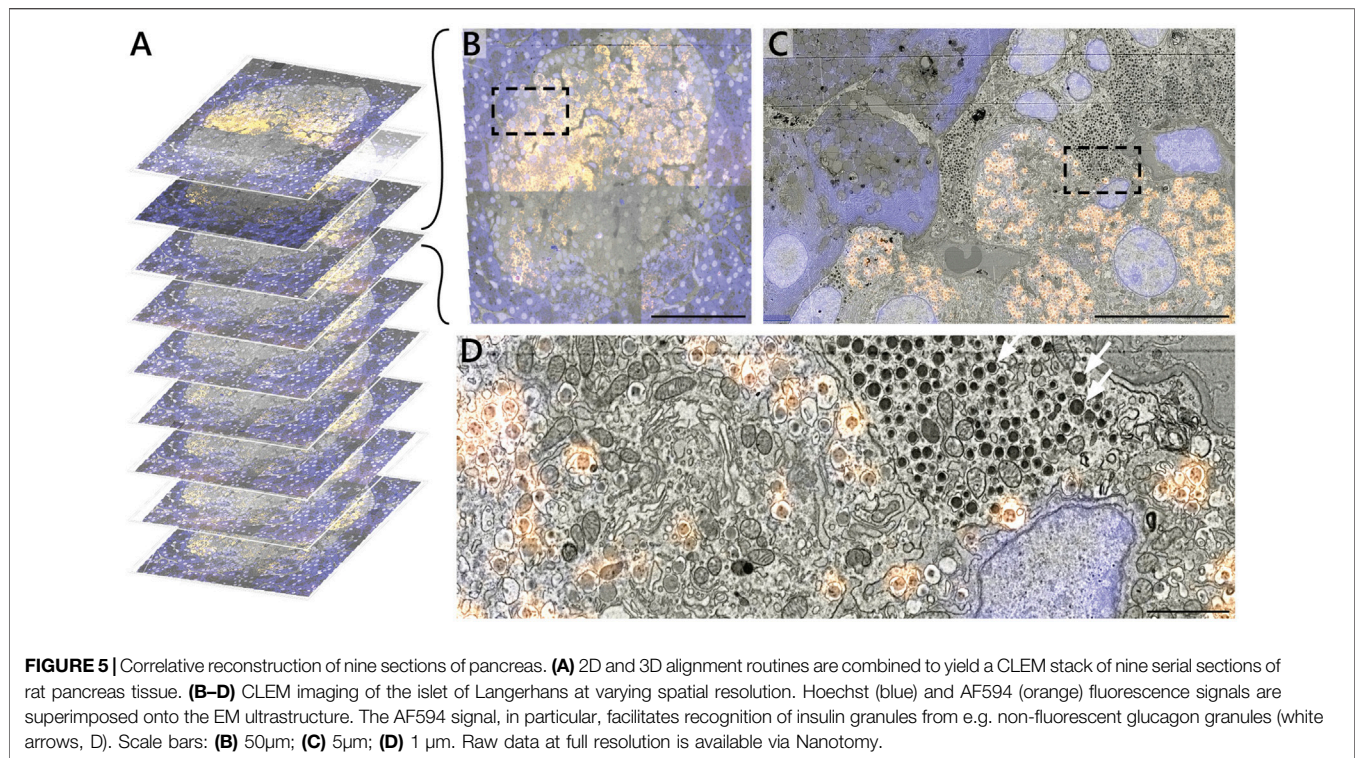 A
B
C
D
FIGURE 5 | Correlative reconstruction of nine sections of pancreas. (A) 2D and 3D alignment routines are combined to yield a CLEM stack of nine serial sections of
rat pancreas tissue. (B–D) CLEM imaging of the islet of Langerhans at varying spatial resolution. Hoechst (blue) and AF594 (orange) fluorescence signals are
superimposed onto the EM ultrastructure. The AF594 signal, in particular, facilitates recognition of insulin granules from e.g. non-fluorescent glucagon granules (white
arrows, D). Scale bars: (B) 50µm; (C) 5µm; (D) 1 µm. Raw data at full resolution is available via Nanotomy.